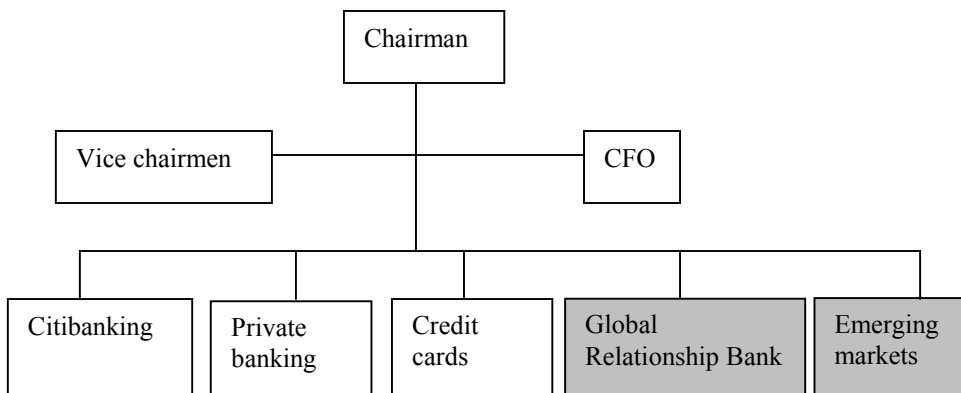 Chairman
Vice chairmen
CFO
Citibanking
Private
banking
Credit
cards
Global
Relationship Bank
Emerging
markets